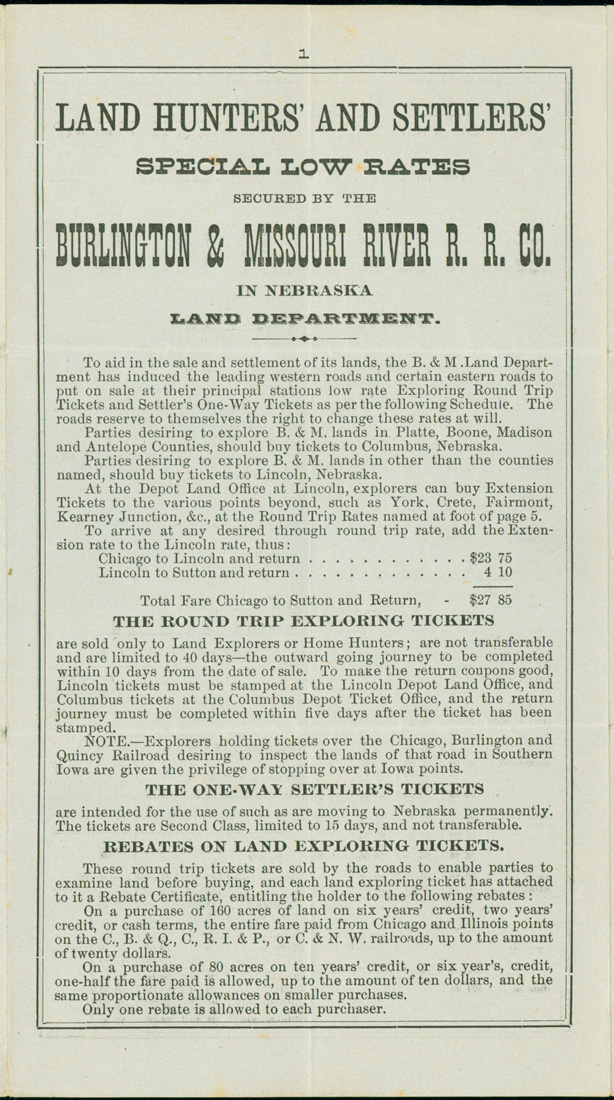 1
LAND HUNTERS' AND SETTLERS'
SPECIAL LOW RATES
SECURED BY THE
BURLINGTON & MISSOURI RIVER R. R. CO.
IN NEBRASKA
LAND DEPARTMENT.
To aid in the sale and settlement of its lands, the B. & M .Land Depart-
ment has induced the leading western roads and certain eastern roads to
put on sale at their principal stations low rate Exploring Round Trip
Tickets and Settler's One-Way Tickets as per the following Schedule. The
roads reserve to themselves the right to change these rates at will.
Parties desiring to explore B. & M. lands in Platte, Boone, Madison
and Antelope Counties, should buy tickets to Columbus, Nebraska.
Parties desiring to explore B. & M. lands in other than the counties
named, should buy tickets to Lincoln, Nebraska.
At the Depot Land Office at Lincoln, explorers can buy Extension
Tickets to the various points beyond, such as York, Crete, Fairmont,
Kearney Junction, &c., at the Round Trip Rates named at foot of page 5.
To arrive at any desired through round trip rate, add the Exten-
sion rate to the Lincoln rate, thus:
Chicago to Lincoln and return . . . . . . . . . . . . . $23 75
Lincoln to Sutton and return . . . . . . . . . . . . . 4 10
Total Fare Chicago to Sutton and Return, - $27 85
THE ROUND TRIP EXPLORING TICKETS
are sold only to Land Explorers or Home Hunters; are not transferable
and are limited to 40 days—the outward going journey to be completed
within 10 days from the date of sale. To make the return coupons good,
Lincoln tickets must be stamped at the Lincoln Depot Land Office, and
Columbus tickets at the Columbus Depot Ticket Office, and the return
journey must be completed within five days after the ticket has been
stamped.
NOTE.—Explorers holding tickets over the Chicago, Burlington and
Quincy Railroad desiring to inspect the lands of that road in Southern
Iowa are given the privilege of stopping over at Iowa points.
THE ONE-WAY SETTLER'S TICKETS
are intended for the use of such as are moving to Nebraska permanently.
The tickets are Second Class, limited to 15 days, and not transferable.
REBATES ON LAND EXPLORING TICKETS.
These round trip tickets are sold by the roads to enable parties to
examine land before buying, and each land exploring ticket has attached
to it a Rebate Certificate, entitling the holder to the following rebates:
On a purchase of 160 acres of land on six years' credit, two years'
credit, or cash terms, the entire fare paid from Chicago and Illinois points
on the C., B. & Q., C., R. I. & P., or C. & N. W. railroads, up to the amount
of twenty dollars.
On a purchase of 80 acres on ten years' credit, or six year's, credit,
one-half the fare paid is allowed, up to the amount of ten dollars, and the
same proportionate allowances on smaller purchases.
Only one rebate is allowed to each purchaser.